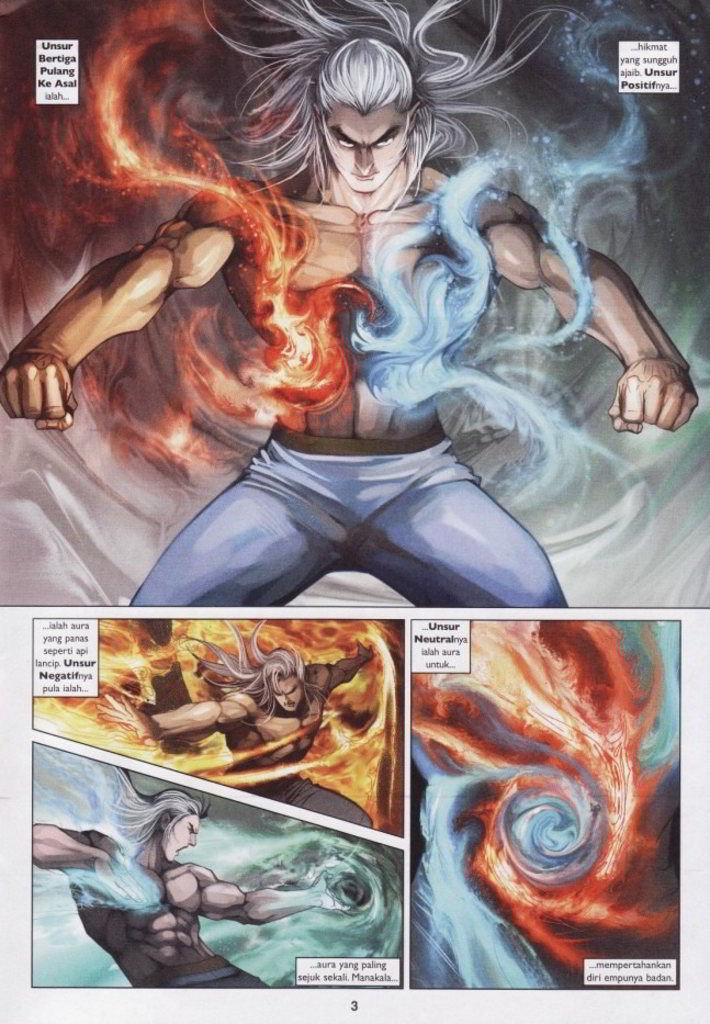 Unsur
Bertiga
Pulang
Ke Asal
ialah...
...hikmat
yang sungguh
ajaib. Unsur
Positifnya...
...ialah aura
yang panas
seperti api
lancip. Unsur
Negatifnya
pula ialah...
...aura yang paling
sejuk sekali. Manakala...
...Unsur
Neutralnya
ialah aura
untuk...
...mempertahankan
diri empunya badan.
3